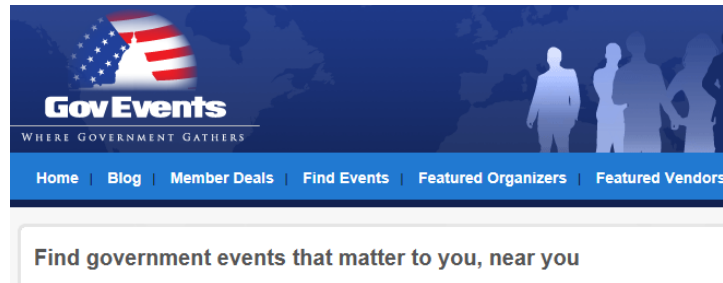 GovEvents
WHERE GOVERNMENT GATHERS
Home | Blog | Member Deals | Find Events | Featured Organizers | Featured Vendors
Find government events that matter to you, near you